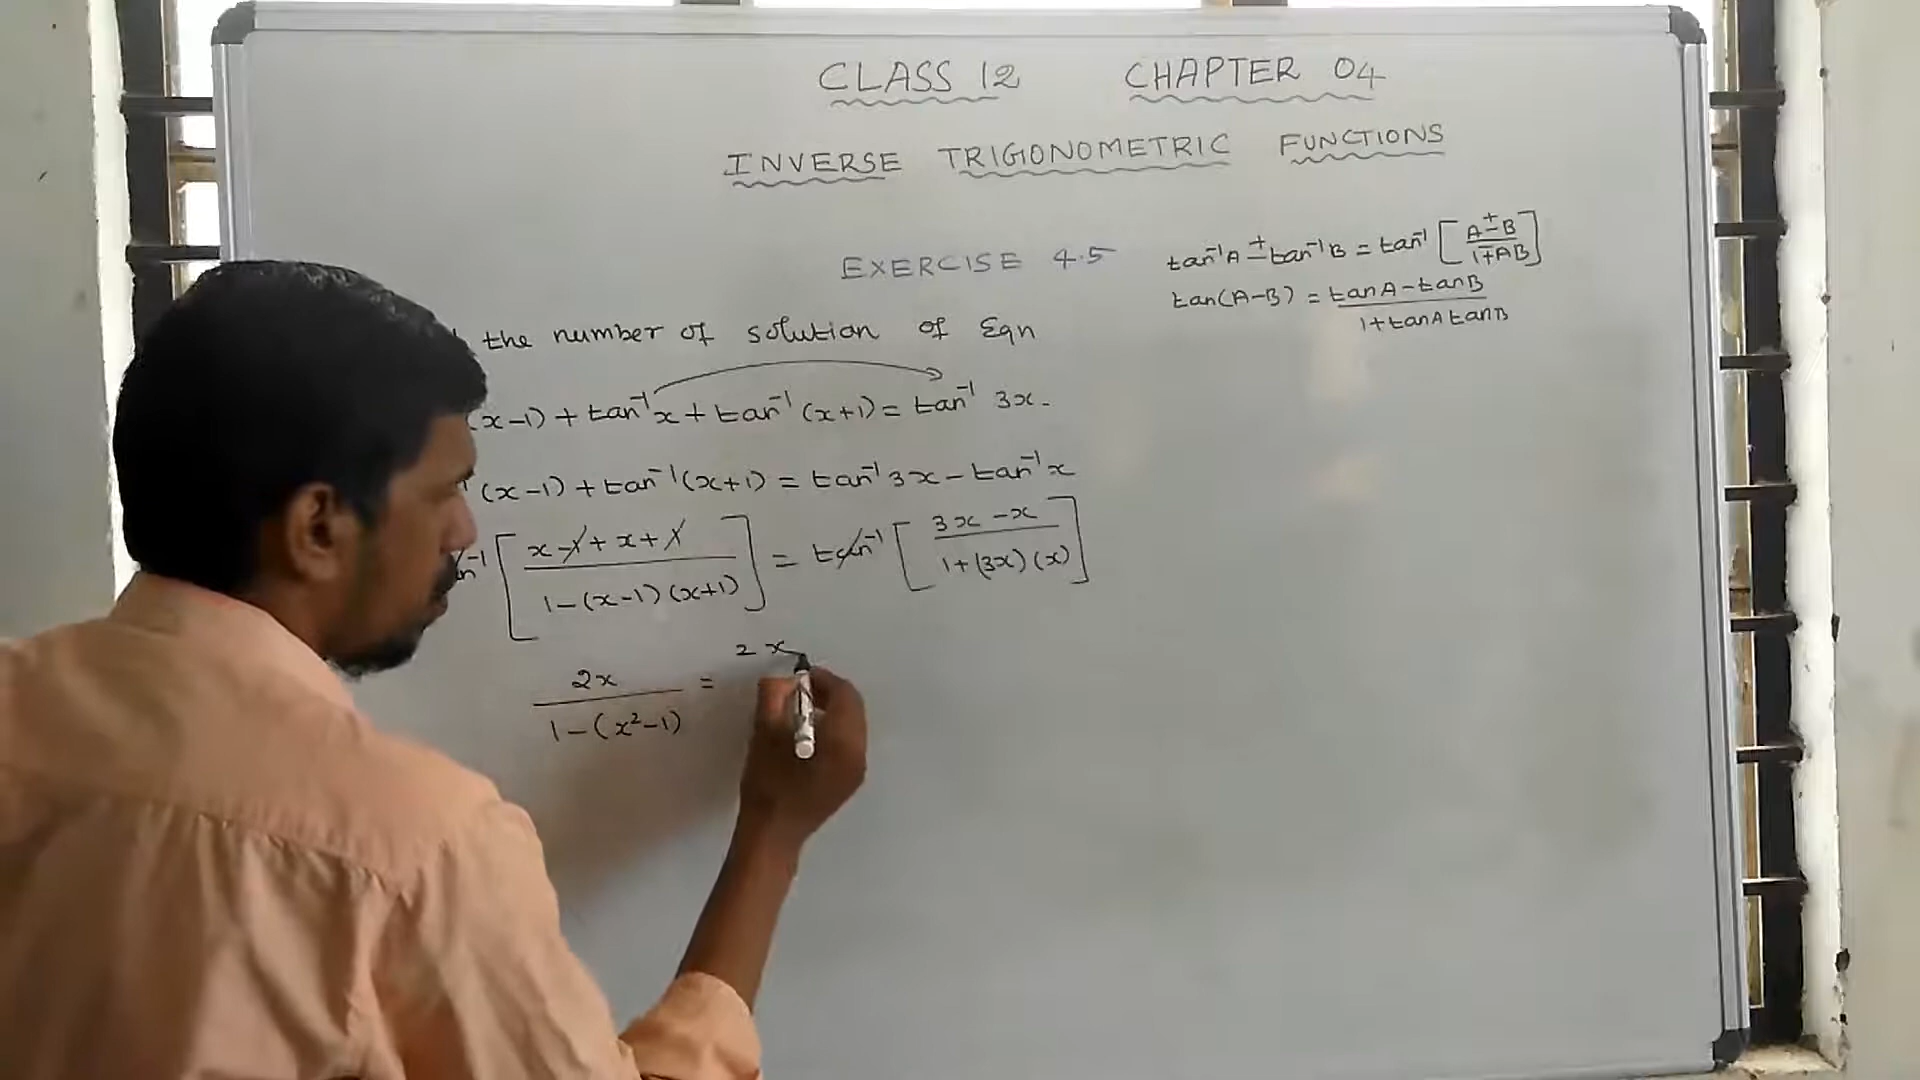 CLASS 12 CHAPTER 04
INVERSE TRIGONOMETRIC FUNCTIONS
EXERCISE 4.5
tan⁻¹A ± tan⁻¹B = tan⁻¹ [A±B / 1∓AB]
tan(A-B) = tanA - tanB / 1+tanA tanB
the number of solution of Eqn
(x-1) + tan⁻¹x + tan⁻¹(x+1) = tan⁻¹ 3x.
(x-1) + tan⁻¹(x+1) = tan⁻¹3x - tan⁻¹x
[x-1+x+1 / 1-(x-1)(x+1)] = tan⁻¹ [3x-x / 1+(3x)(x)]
2x / 1-(x²-1) = 2x